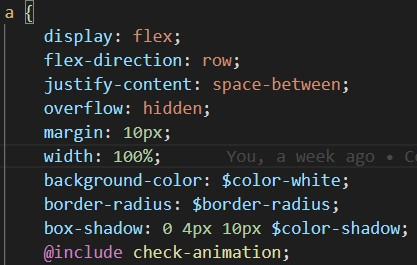 a {
display: flex;
flex-direction: row;
justify-content: space-between;
overflow: hidden;
margin: 10px;
width: 100%; You, a week ago •
background-color: $color-white;
border-radius: $border-radius;
box-shadow: 0 4px 10px $color-shadow;
@include check-animation;